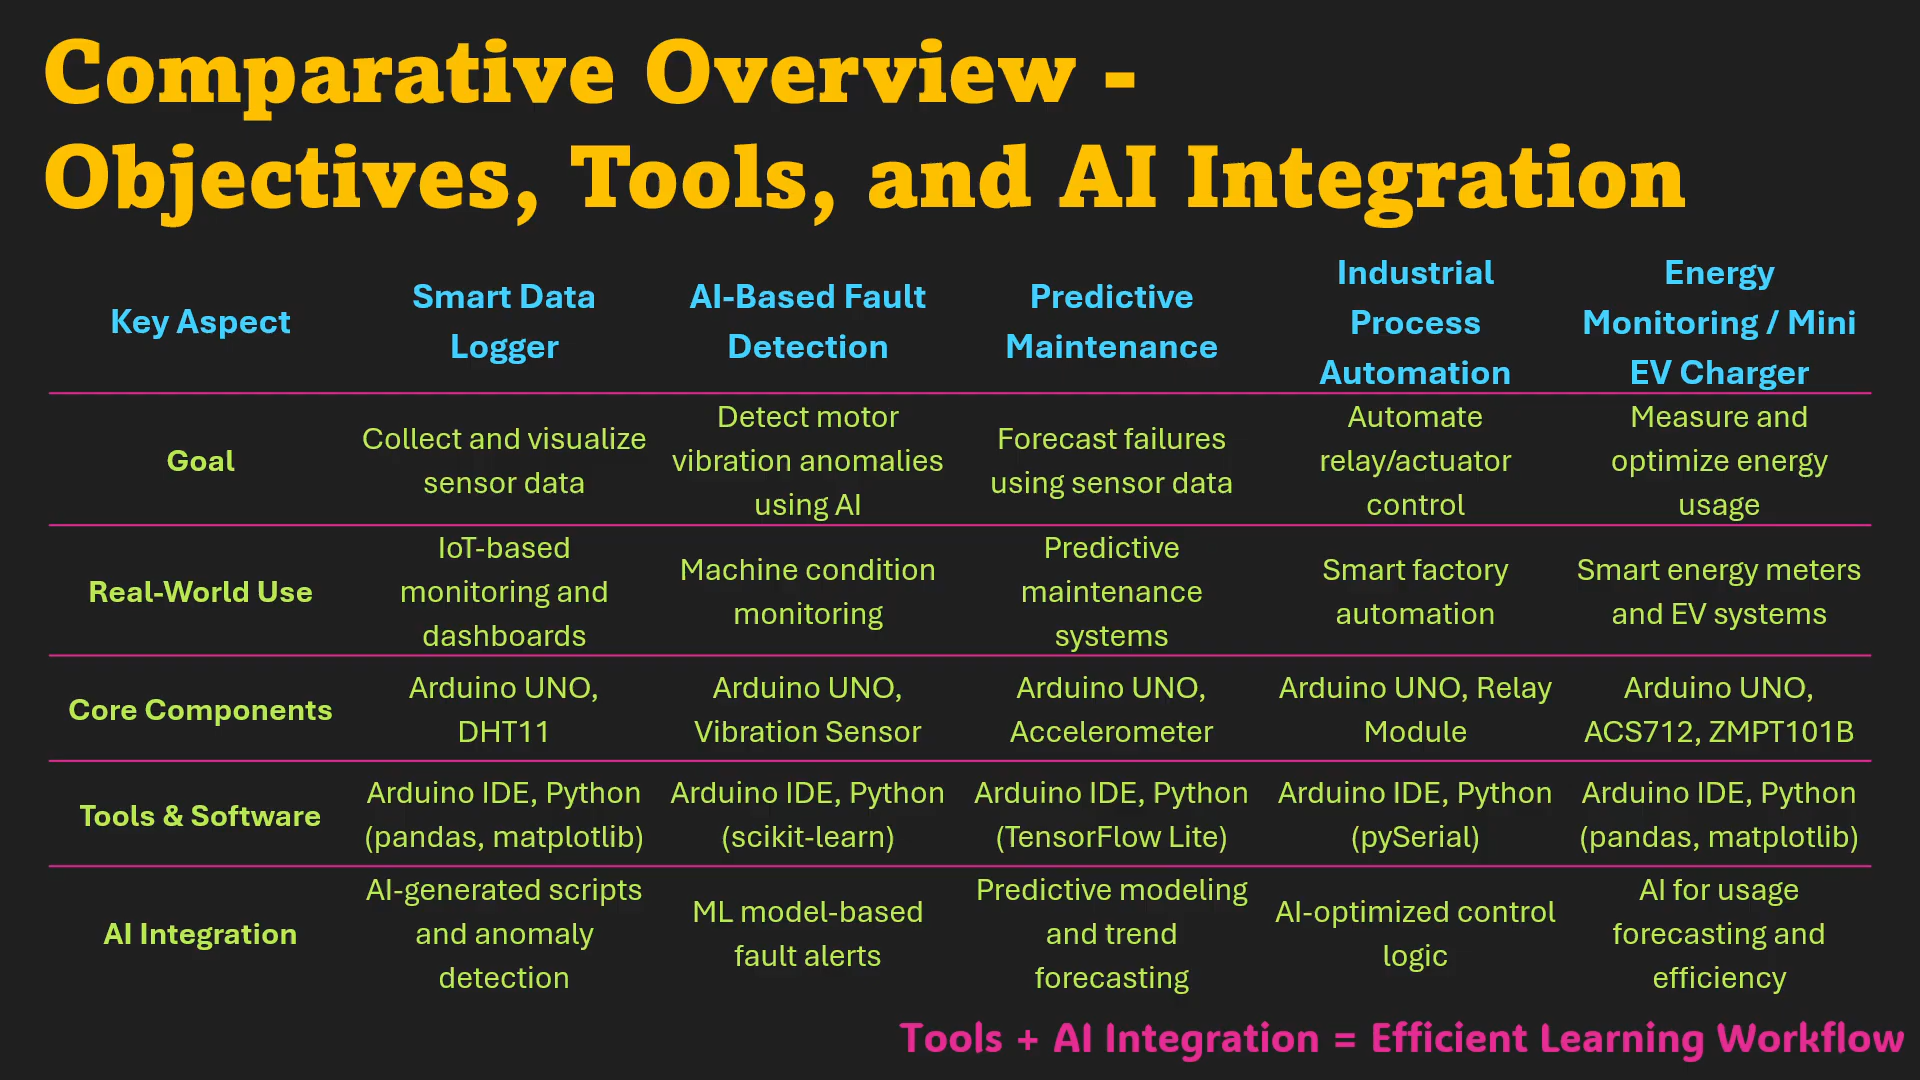 Comparative Overview -
Objectives, Tools, and AI Integration
Key Aspect
Smart Data
Logger
AI-Based Fault
Detection
Predictive
Maintenance
Industrial
Process
Automation
Energy
Monitoring / Mini
EV Charger
Goal
Collect and visualize
sensor data
Detect motor
vibration anomalies
using AI
Forecast failures
using sensor data
Automate
relay/actuator
control
Measure and
optimize energy
usage
Real-World Use
IoT-based
monitoring and
dashboards
Machine condition
monitoring
Predictive
maintenance
systems
Smart factory
automation
Smart energy meters
and EV systems
Core Components
Arduino UNO,
DHT11
Arduino UNO,
Vibration Sensor
Arduino UNO,
Accelerometer
Arduino UNO, Relay
Module
Arduino UNO,
ACS712, ZMPT101B
Tools & Software
Arduino IDE, Python
(pandas, matplotlib)
Arduino IDE, Python
(scikit-learn)
Arduino IDE, Python
(TensorFlow Lite)
Arduino IDE, Python
(pySerial)
Arduino IDE, Python
(pandas, matplotlib)
AI Integration
AI-generated scripts
and anomaly
detection
ML model-based
fault alerts
Predictive modeling
and trend
forecasting
AI-optimized control
logic
AI for usage
forecasting and
efficiency
Tools + AI Integration = Efficient Learning Workflow